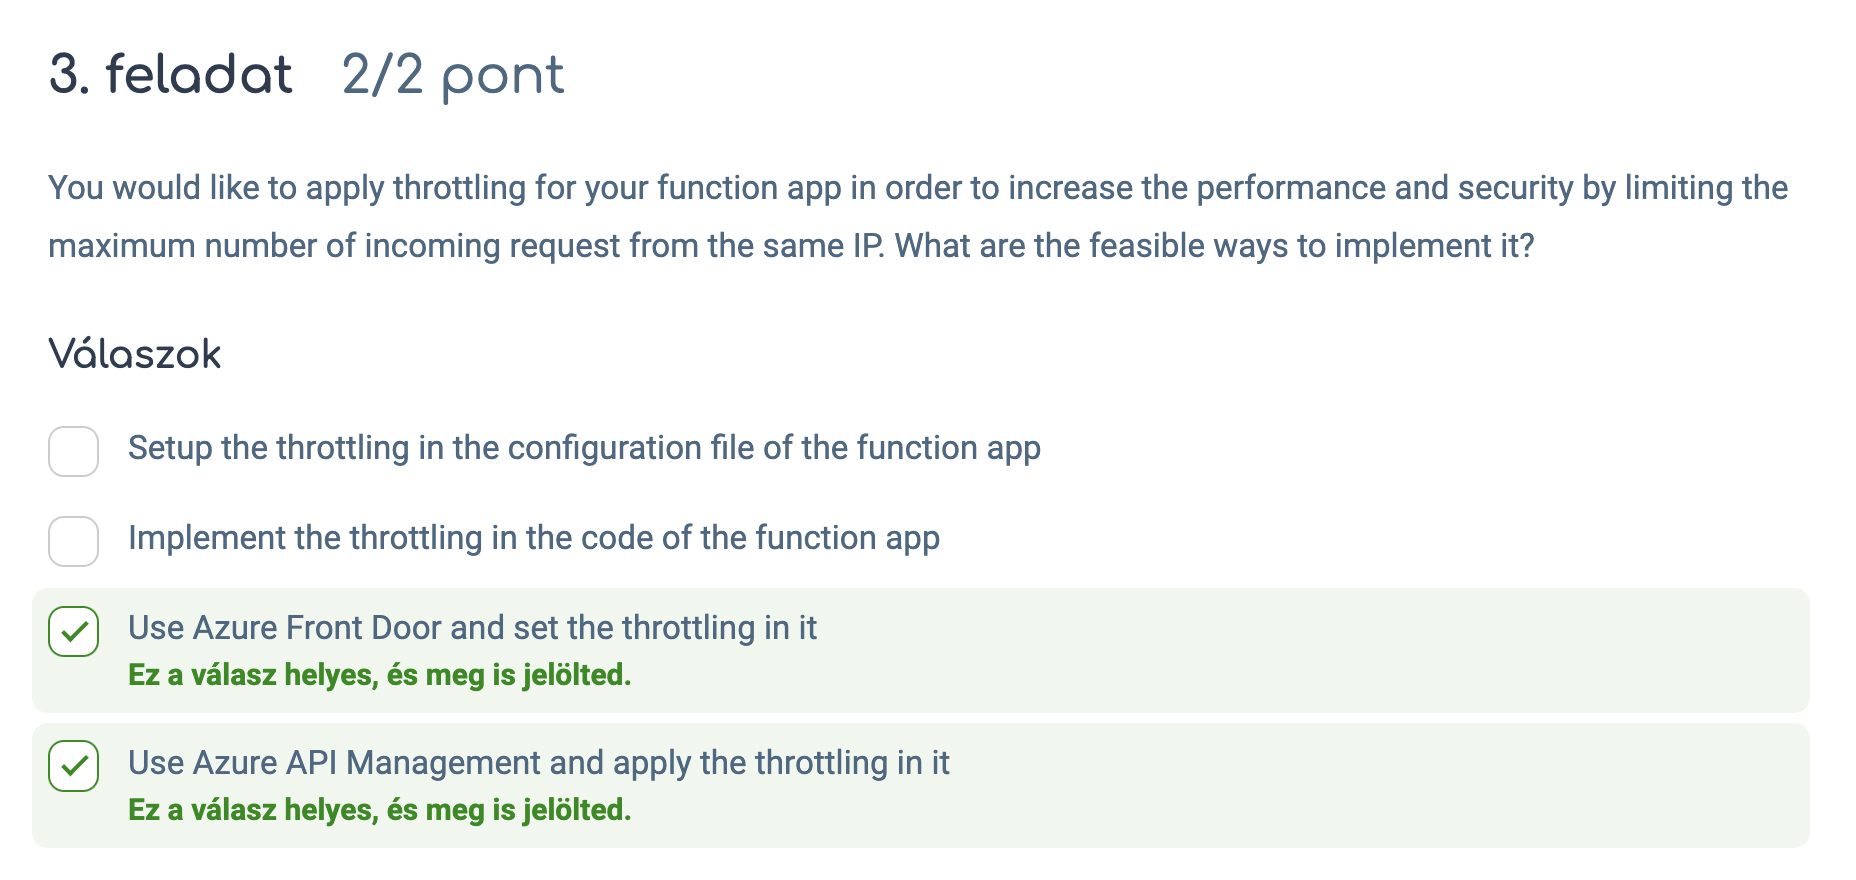 3. feladat 2/2 pont
You would like to apply throttling for your function app in order to increase the performance and security by limiting the
maximum number of incoming request from the same IP. What are the feasible ways to implement it?
Válaszok
Setup the throttling in the configuration file of the function app
Implement the throttling in the code of the function app
Use Azure Front Door and set the throttling in it
Ez a válasz helyes, és meg is jelölted.
Use Azure API Management and apply the throttling in it
Ez a válasz helyes, és meg is jelölted.